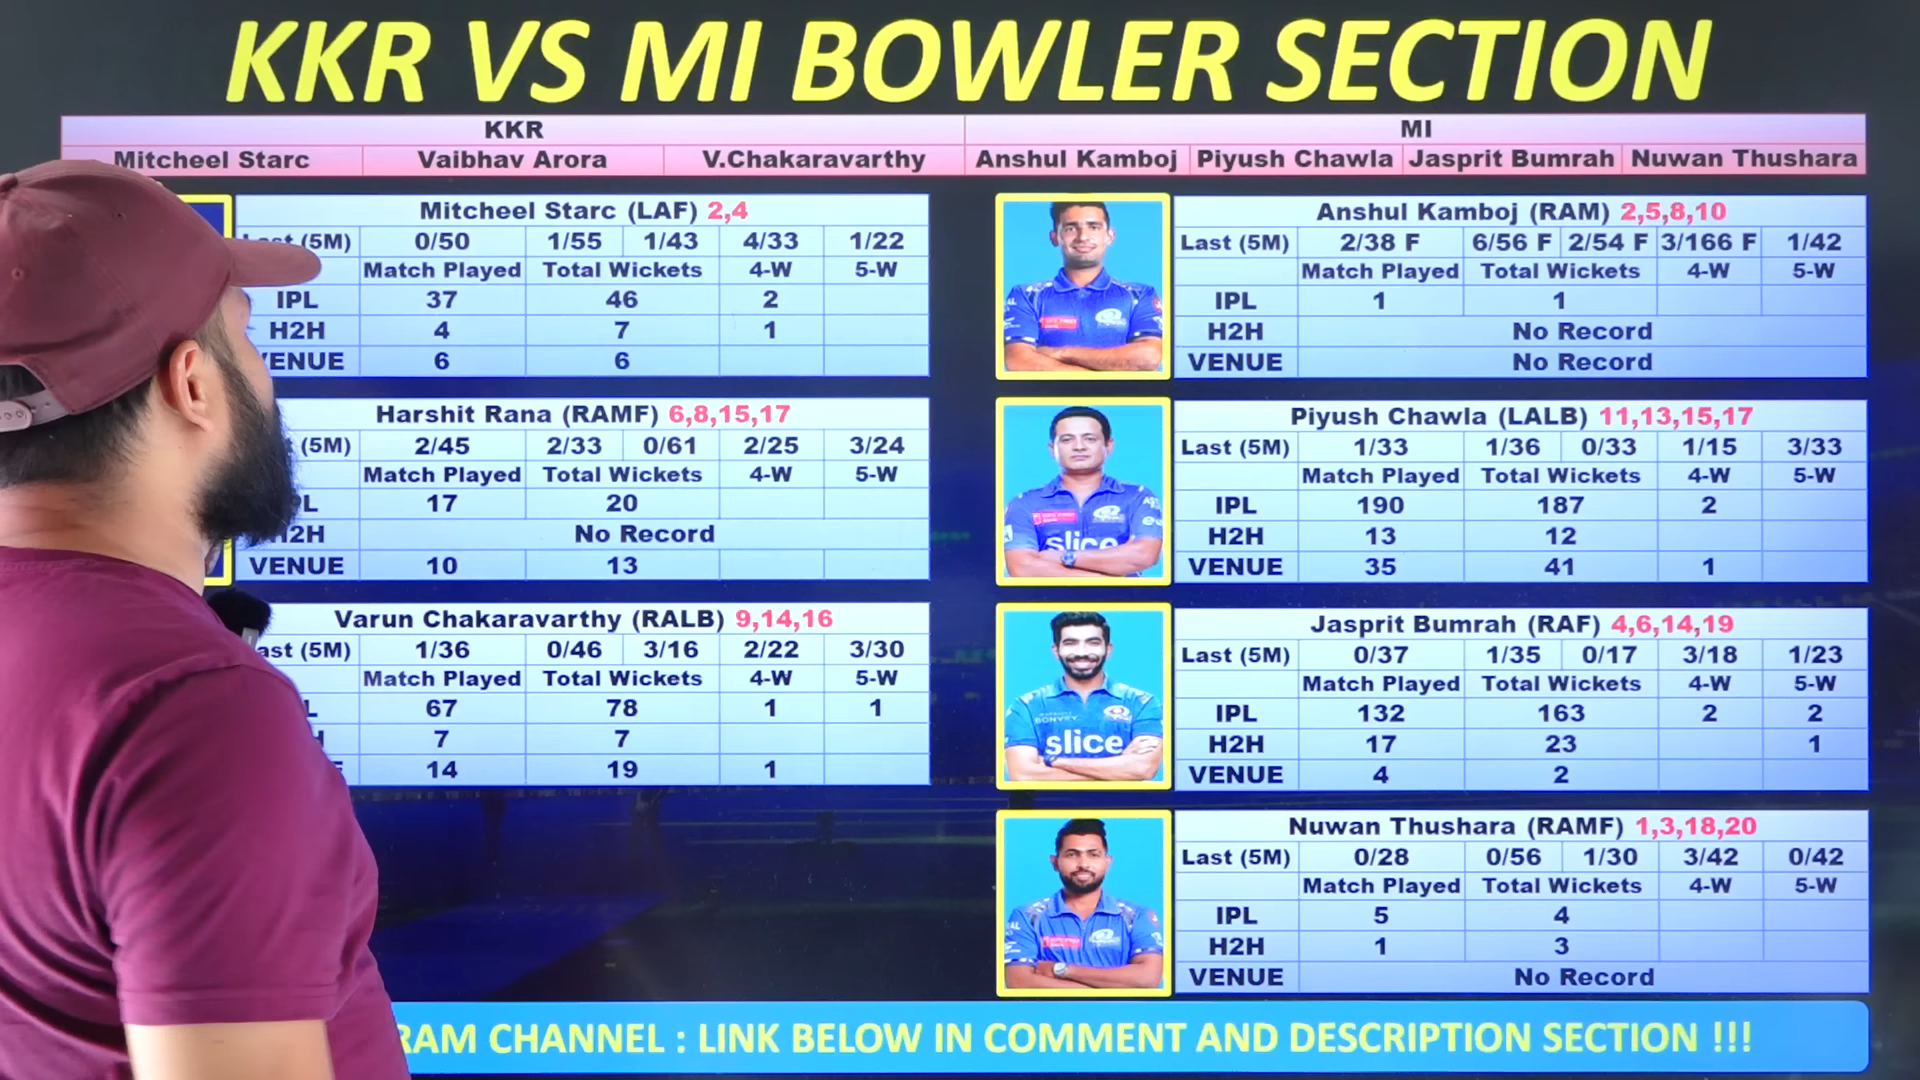 KKR VS MI BOWLER SECTION
KKR MI
Mitcheel Starc Vaibhav Arora V.Chakaravarthy Anshul Kamboj Piyush Chawla Jasprit Bumrah Nuwan Thushara
Mitcheel Starc (LAF) 2,4
(5M) 0/50 1/55 1/43 4/33 1/22
Match Played Total Wickets 4-W 5-W
IPL 37 46 2
H2H 4 7 1
VENUE 6 6
Harshit Rana (RAMF) 6,8,15,17
(5M) 2/45 2/33 0/61 2/25 3/24
Match Played Total Wickets 4-W 5-W
17 20
H2H No Record
VENUE 10 13
Varun Chakaravarthy (RALB) 9,14,16
(5M) 1/36 0/46 3/16 2/22 3/30
Match Played Total Wickets 4-W 5-W
67 78 1 1
7 7
14 19 1
Anshul Kamboj (RAM) 2,5,8,10
Last (5M) 2/38 F 6/56 F 2/54 F 3/166 F 1/42
Match Played Total Wickets 4-W 5-W
IPL 1 1
H2H No Record
VENUE No Record
slice
Piyush Chawla (LALB) 11,13,15,17
Last (5M) 1/33 1/36 0/33 1/15 3/33
Match Played Total Wickets 4-W 5-W
IPL 190 187 2
H2H 13 12
VENUE 35 41 1
slice
Jasprit Bumrah (RAF) 4,6,14,19
Last (5M) 0/37 1/35 0/17 3/18 1/23
Match Played Total Wickets 4-W 5-W
IPL 132 163 2 2
H2H 17 23 1
VENUE 4 2
Nuwan Thushara (RAMF) 1,3,18,20
Last (5M) 0/28 0/56 1/30 3/42 0/42
Match Played Total Wickets 4-W 5-W
IPL 5 4
H2H 1 3
VENUE No Record
RAM CHANNEL : LINK BELOW IN COMMENT AND DESCRIPTION SECTION !!!